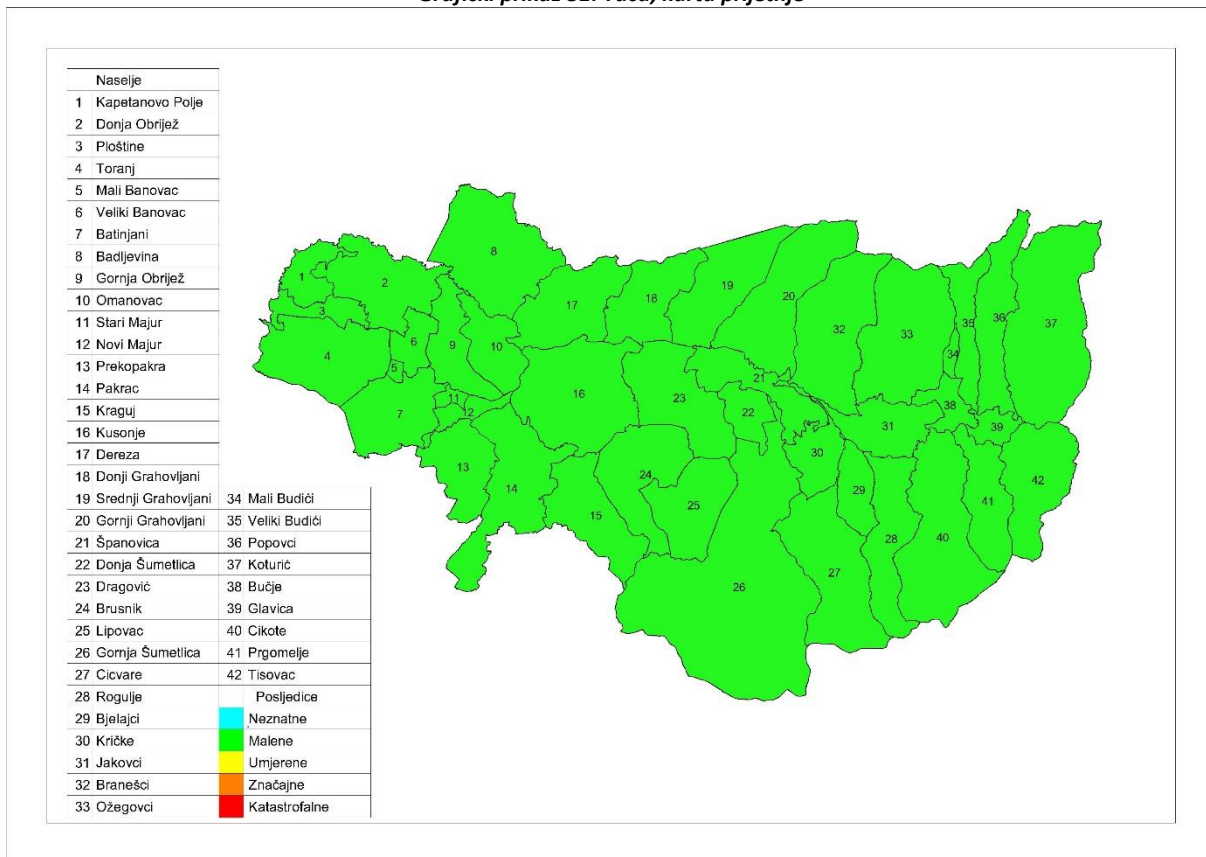 Grafički prikaz karta prijetnje
Naselje
1 Kapetanovo Polje
2 Donja Obrijež
3 Ploštine
4 Toranj
5 Mali Banovac
6 Veliki Banovac
7 Batinjani
8 Badljevina
9 Gornja Obrijež
10 Omanovac
11 Stari Majur
12 Novi Majur
13 Prekopakra
14 Pakrac
15 Kraguj
16 Kusonje
17 Dereza
18 Donji Grahovljani
19 Srednji Grahovljani
20 Gornji Grahovljani
21 Španovica
22 Donja Šumetlica
23 Dragović
24 Brusnik
25 Lipovac
26 Gornja Šumetlica
27 Cicvare
28 Rogulje
29 Bjelajci
30 Kričke
31 Jakovci
32 Branešci
33 Ožegovci
34 Mali Budići
35 Veliki Budići
36 Popovci
37 Koturić
38 Bučje
39 Glavica
40 Cikote
41 Prgomelje
42 Tisovac
Posljedice
Neznatne
Malene
Umjerene
Značajne
Katastrofalne
1
2
3
4
5
6
7
8
9
10
11
12
13
14
15
16
17
18
19
20
21
22
23
24
25
26
27
28
29
30
31
32
33
34
35
36
37
38
39
40
41
42